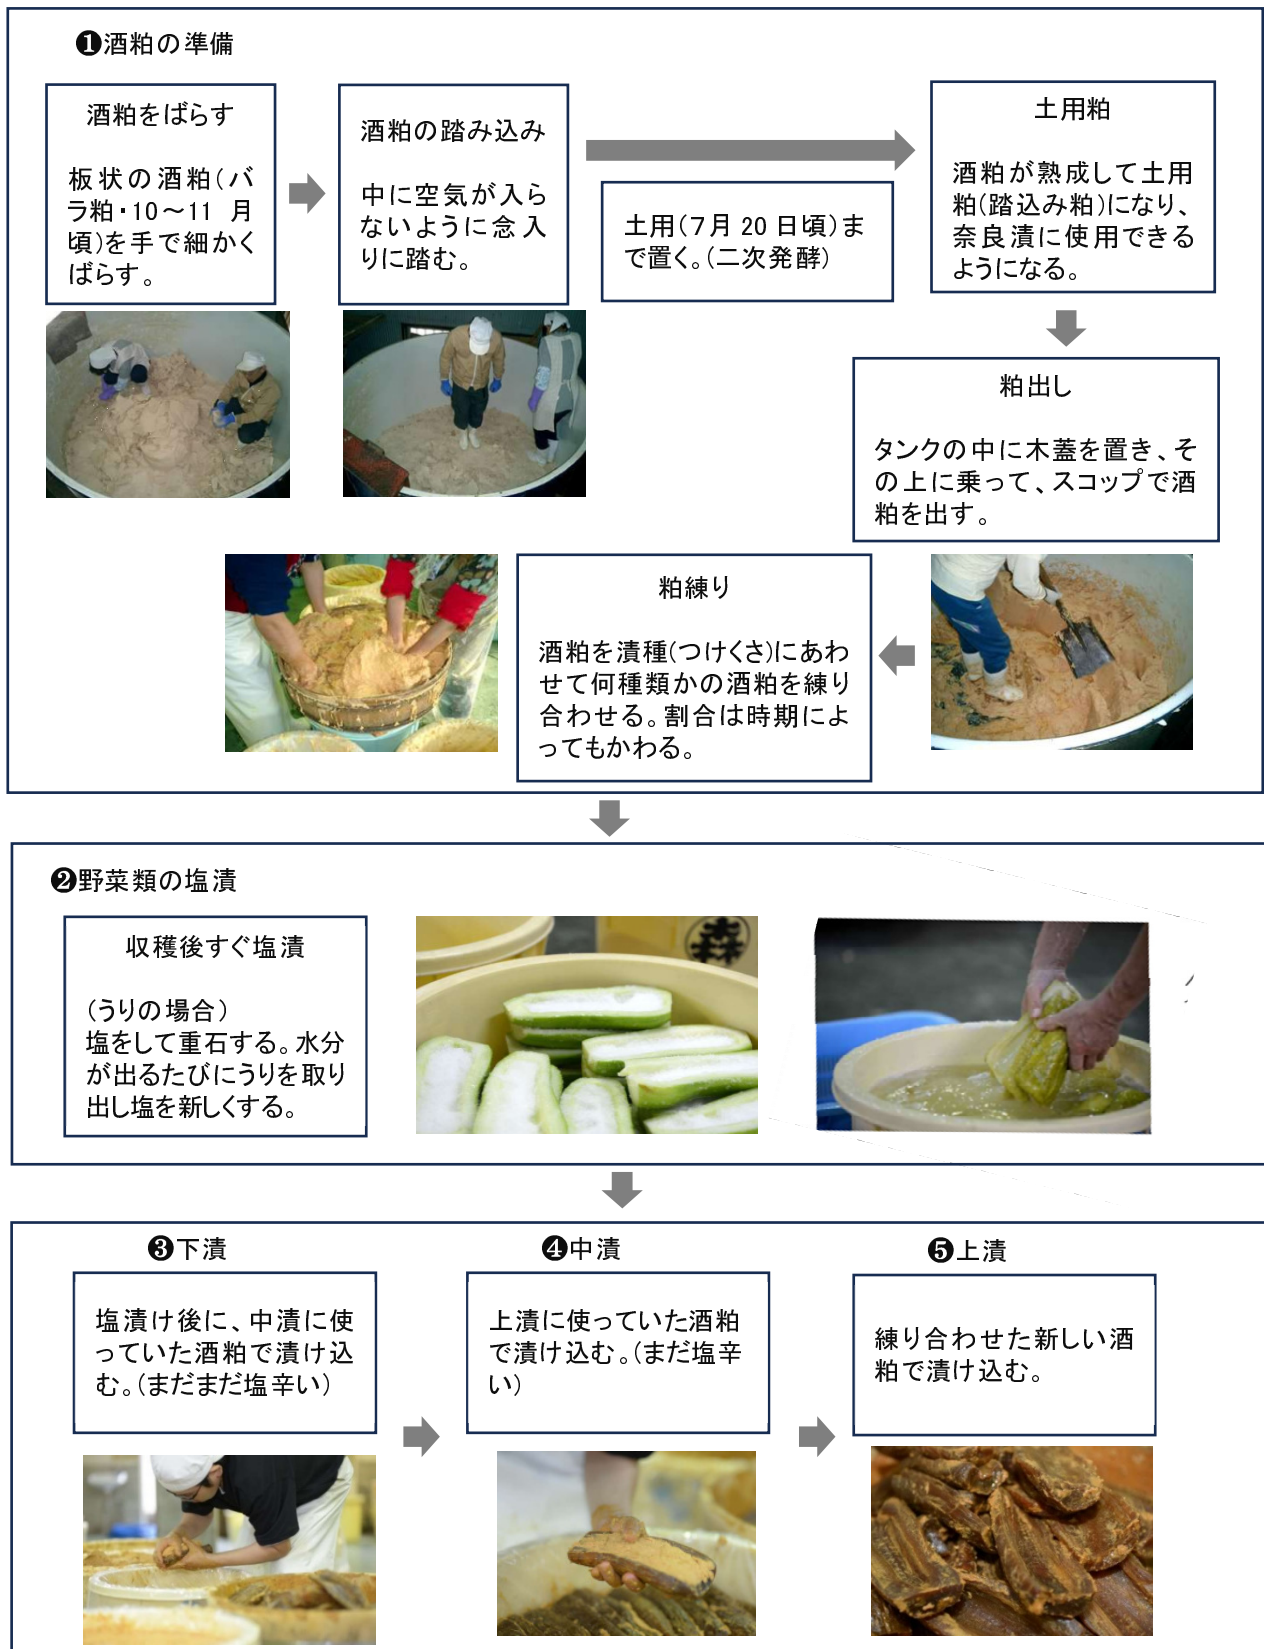 ❶酒粕の準備
酒粕をばらす
板状の酒粕(バ
ラ粕・10～11 月
頃)を手で細かく
ばらす。
酒粕の踏み込み
中に空気が入ら
ないように念入
りに踏む。
土用(7月 20 日頃)ま
で置く。(二次発酵)
土用粕
酒粕が熟成して土用
粕(踏込み粕)になり、
奈良漬に使用できる
ようになる。
粕出し
タンクの中に木蓋を置き、そ
の上に乗って、スコップで酒
粕を出す。
粕練り
酒粕を漬種(つけくさ)にあわ
せて何種類かの酒粕を練り
合わせる。割合は時期によ
ってもかわる。
❷野菜類の塩漬
収穫後すぐ塩漬
(うりの場合)
塩をして重石する。水分
が出るたびにうりを取り
出し塩を新しくする。
森
❸下漬
塩漬け後に、中漬に使
っていた酒粕で漬け込
む。(まだまだ塩辛い)
❹中漬
上漬に使っていた酒粕
で漬け込む。(まだ塩辛
い)
❺上漬
練り合わせた新しい酒
粕で漬け込む。